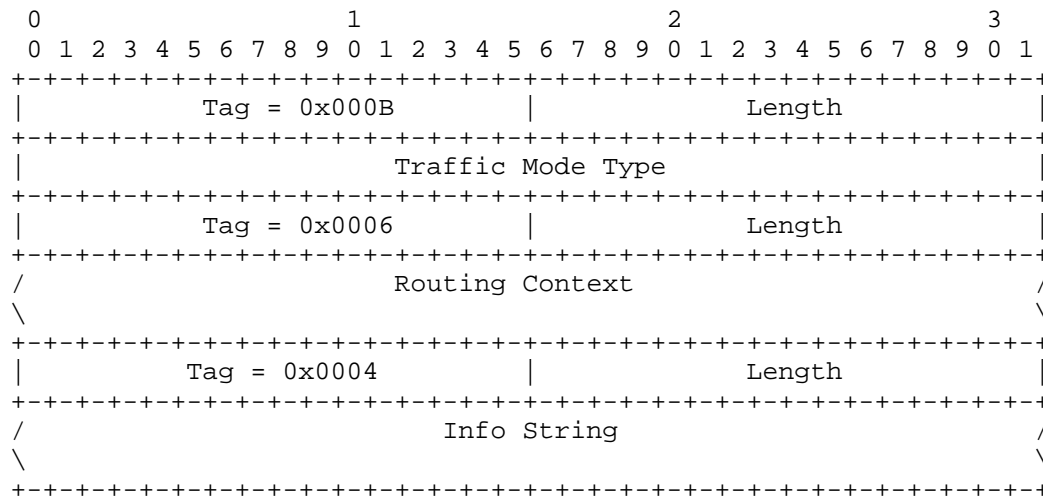 0                   1                   2                   3
 0 1 2 3 4 5 6 7 8 9 0 1 2 3 4 5 6 7 8 9 0 1 2 3 4 5 6 7 8 9 0 1
+-+-+-+-+-+-+-+-+-+-+-+-+-+-+-+-+-+-+-+-+-+-+-+-+-+-+-+-+-+-+-+-+
|           Tag = 0x000B        |             Length            |
+-+-+-+-+-+-+-+-+-+-+-+-+-+-+-+-+-+-+-+-+-+-+-+-+-+-+-+-+-+-+-+-+
|                       Traffic Mode Type                       |
+-+-+-+-+-+-+-+-+-+-+-+-+-+-+-+-+-+-+-+-+-+-+-+-+-+-+-+-+-+-+-+-+
|           Tag = 0x0006        |             Length            |
+-+-+-+-+-+-+-+-+-+-+-+-+-+-+-+-+-+-+-+-+-+-+-+-+-+-+-+-+-+-+-+-+
/                       Routing Context                         /
\                                                               \
+-+-+-+-+-+-+-+-+-+-+-+-+-+-+-+-+-+-+-+-+-+-+-+-+-+-+-+-+-+-+-+-+
|          Tag = 0x0004         |             Length            |
+-+-+-+-+-+-+-+-+-+-+-+-+-+-+-+-+-+-+-+-+-+-+-+-+-+-+-+-+-+-+-+-+
/                          Info String                          /
\                                                               \
+-+-+-+-+-+-+-+-+-+-+-+-+-+-+-+-+-+-+-+-+-+-+-+-+-+-+-+-+-+-+-+-+